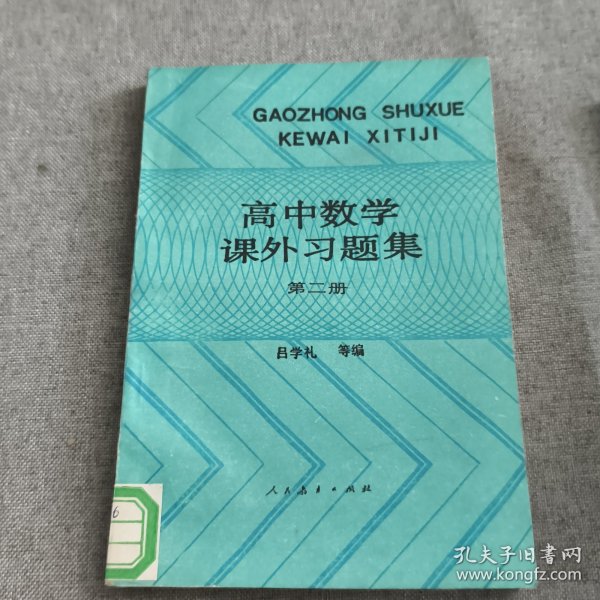 GAOZHONG SHUXUE
KEWAI XITIJI
高中数学
课外习题集
第二册
吕学礼 等编
人民教育出版社
6
孔夫子旧书网
www.kongfz.com